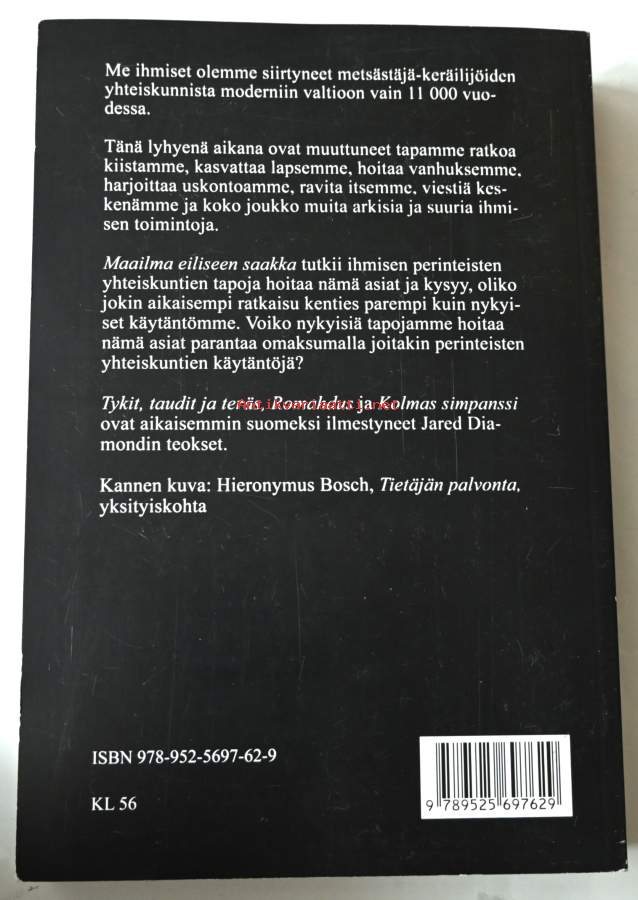 Me ihmiset olemme siirtyneet metsästäjä-keräilijöiden
yhteiskunnista moderniin valtioon vain 11 000 vuo-
dessa.
Tänä lyhyenä aikana ovat muuttuneet tapamme ratkoa
kiistamme, kasvattaa lapsemme, hoitaa vanhuksemme,
harjoittaa uskontoamme, ravita itsemme, viestiä kes-
kenämme ja koko joukko muita arkisia ja suuria ihmi-
sen toimintoja.
Maailma eiliseen saakka tutkii ihmisen perinteisten
yhteiskuntien tapoja hoitaa nämä asiat ja kysyy, oliko
jokin aikaisempi ratkaisu kenties parempi kuin nykyi-
set käytäntömme. Voiko nykyisiä tapojamme hoitaa
nämä asiat parantaa omaksumalla joitakin perinteisten
yhteiskuntien käytäntöjä?
Tykit, taudit ja teräs, Romahdus ja Kolmas simpanssi
Antikvariaatti.net
ovat aikaisemmin suomeksi ilmestyneet Jared Dia-
mondin teokset.
Kannen kuva: Hieronymus Bosch, Tietäjän palvonta,
yksityiskohta
ISBN 978-952-5697-62-9
KL 56
9 789525 697629